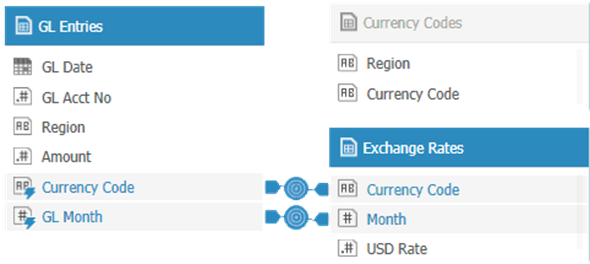 GL Entries
GL Date
GL Acct No
Region
Amount
Currency Code
GL Month
Currency Codes
Region
Currency Code
Exchange Rates
Currency Code
Month
USD Rate